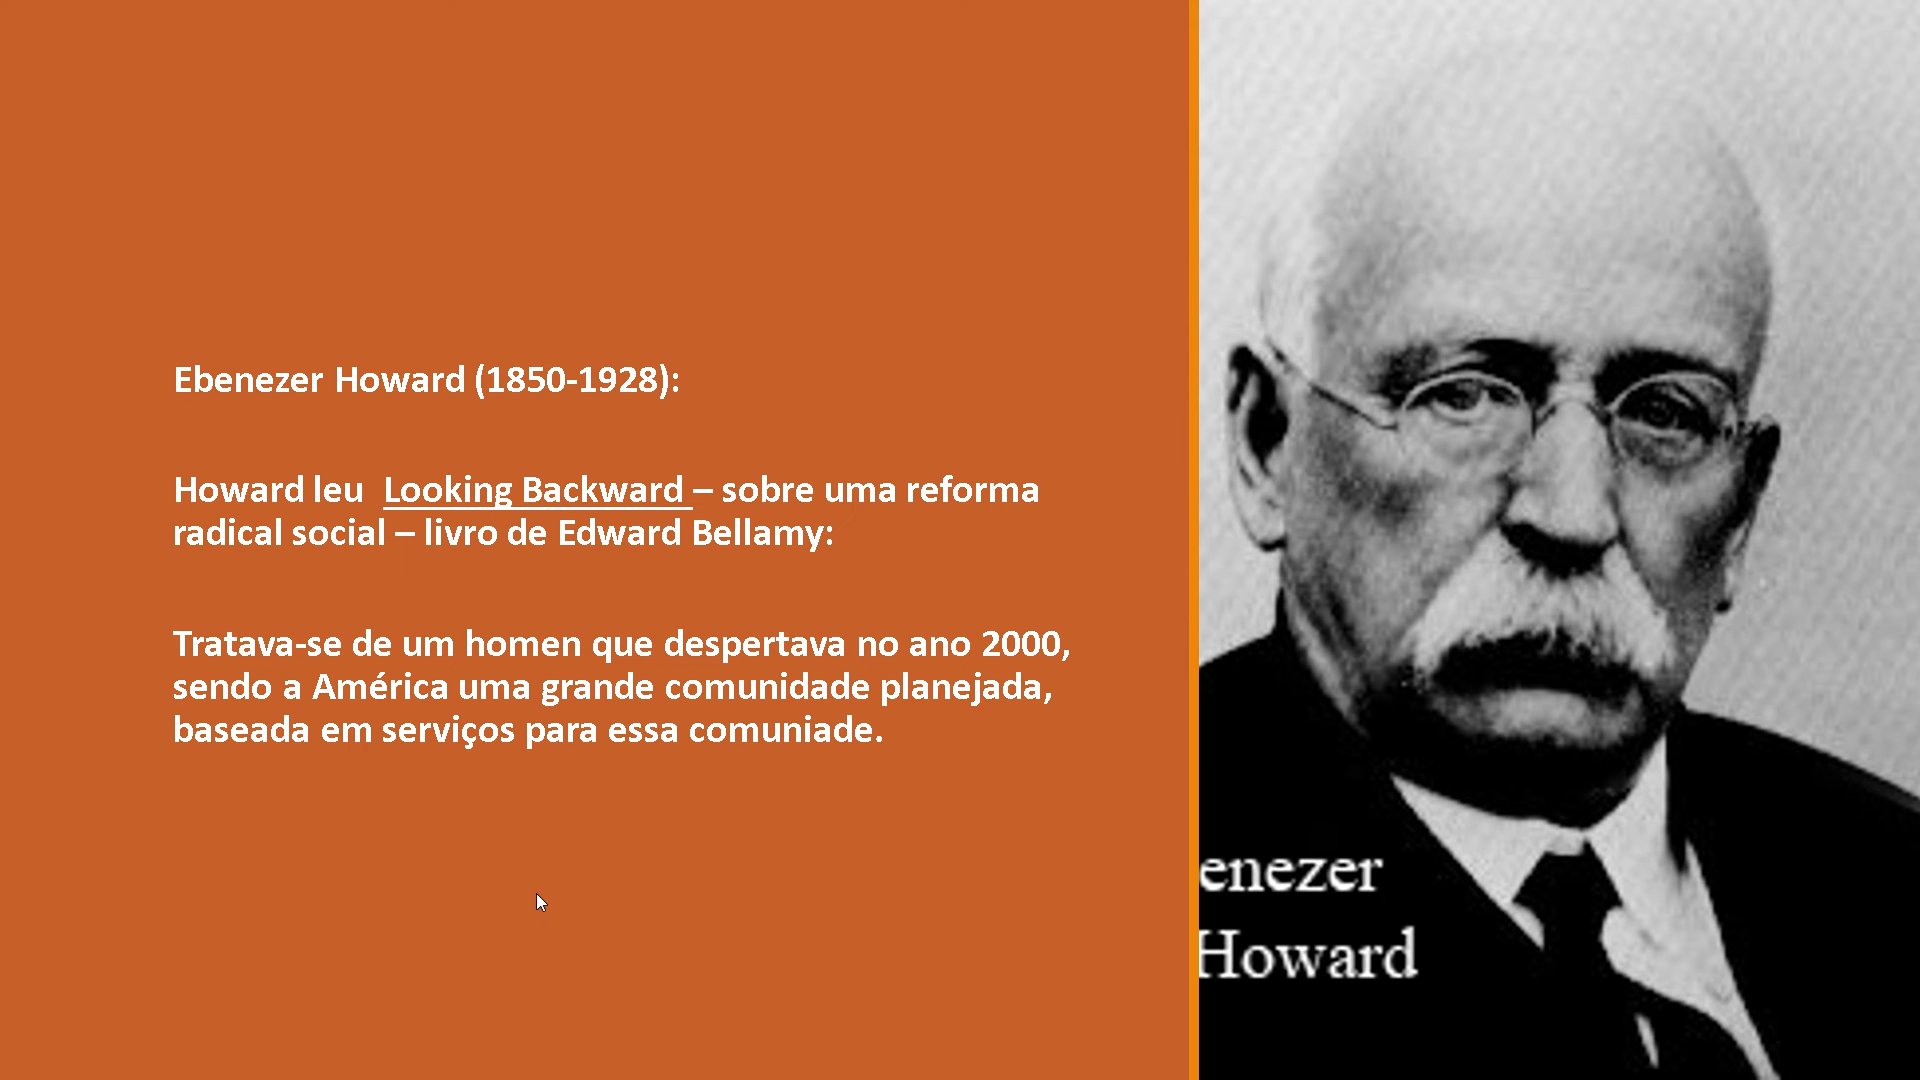 Ebenezer Howard (1850-1928):
Howard leu Looking Backward – sobre uma reforma
radical social – livro de Edward Bellamy:
Tratava-se de um homen que despertava no ano 2000,
sendo a América uma grande comunidade planejada,
baseada em serviços para essa comuniade.
enezer
Howard